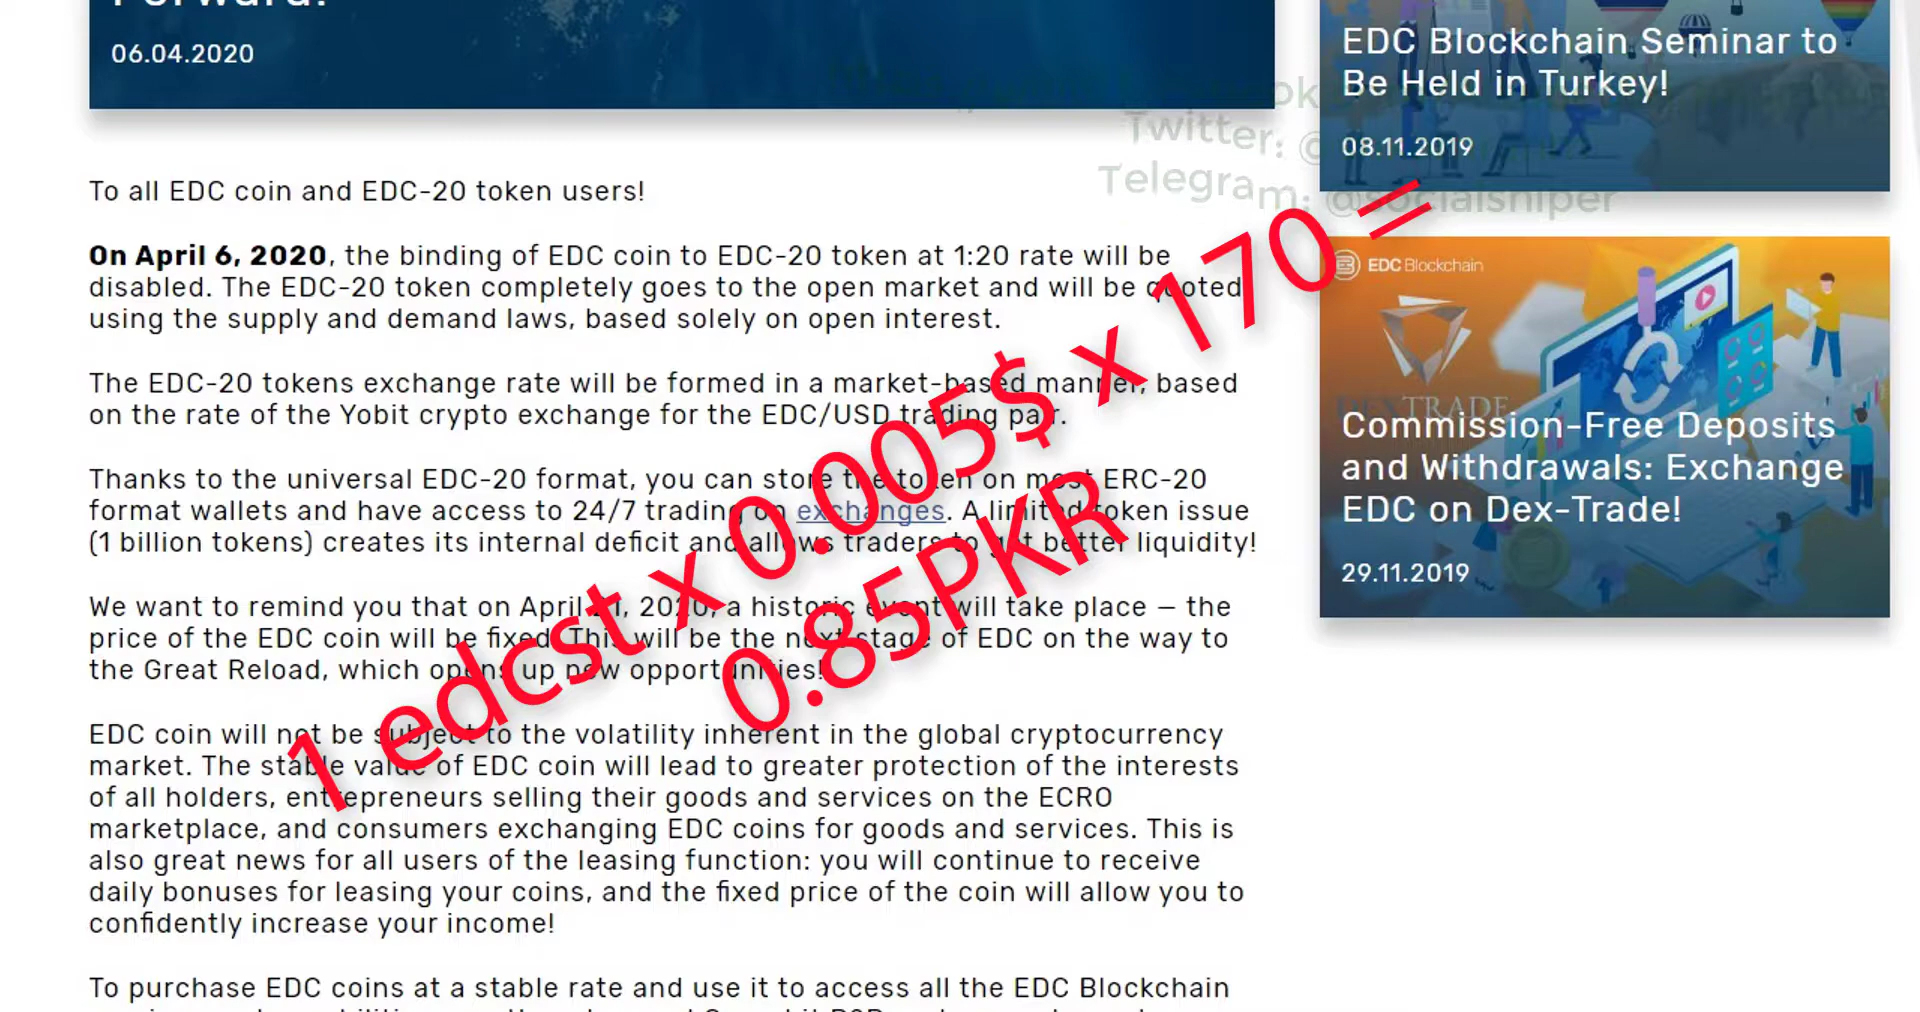 Forward!
06.04.2020
To all EDC coin and EDC-20 token users!
On April 6, 2020, the binding of EDC coin to EDC-20 token at 1:20 rate will be
disabled. The EDC-20 token completely goes to the open market and will be quoted
using the supply and demand laws, based solely on open interest.
The EDC-20 tokens exchange rate will be formed in a market-based manner, based
on the rate of the Yobit crypto exchange for the EDC/USD trading pair.
Thanks to the universal EDC-20 format, you can store the token on most ERC-20
format wallets and have access to 24/7 trading on exchanges. A limited token issue
(1 billion tokens) creates its internal deficit and allows traders to get better liquidity!
We want to remind you that on April 2020, a historic event will take place – the
price of the EDC coin will be fixed. This will be the next stage of EDC on the way to
the Great Reload, which opens up new opportunities!
EDC coin will not be subject to the volatility inherent in the global cryptocurrency
market. The stable value of EDC coin will lead to greater protection of the interests
of all holders, entrepreneurs selling their goods and services on the ECRO
marketplace, and consumers exchanging EDC coins for goods and services. This is
also great news for all users of the leasing function: you will continue to receive
daily bonuses for leasing your coins, and the fixed price of the coin will allow you to
confidently increase your income!
To purchase EDC coins at a stable rate and use it to access all the EDC Blockchain
1 edcst x 0.005$ x 170 =
0.85PKR
Twitter: @
Telegram: @socialsniper
EDC Blockchain Seminar to
Be Held in Turkey!
08.11.2019
EDC Blockchain
DEXTRADE
Commission-Free Deposits
and Withdrawals: Exchange
EDC on Dex-Trade!
29.11.2019